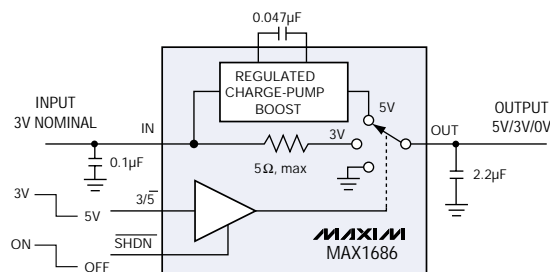 0.047µF
REGULATED
CHARGE-PUMP
BOOST
INPUT
3V NOMINAL
IN
5V
3V
OUT
OUTPUT
5V/3V/0V
0.1µF
5Ω, max
2.2µF
3V
5V
3/5̅
ON
OFF
S̅H̅D̅N̅
MAXIM
MAX1686